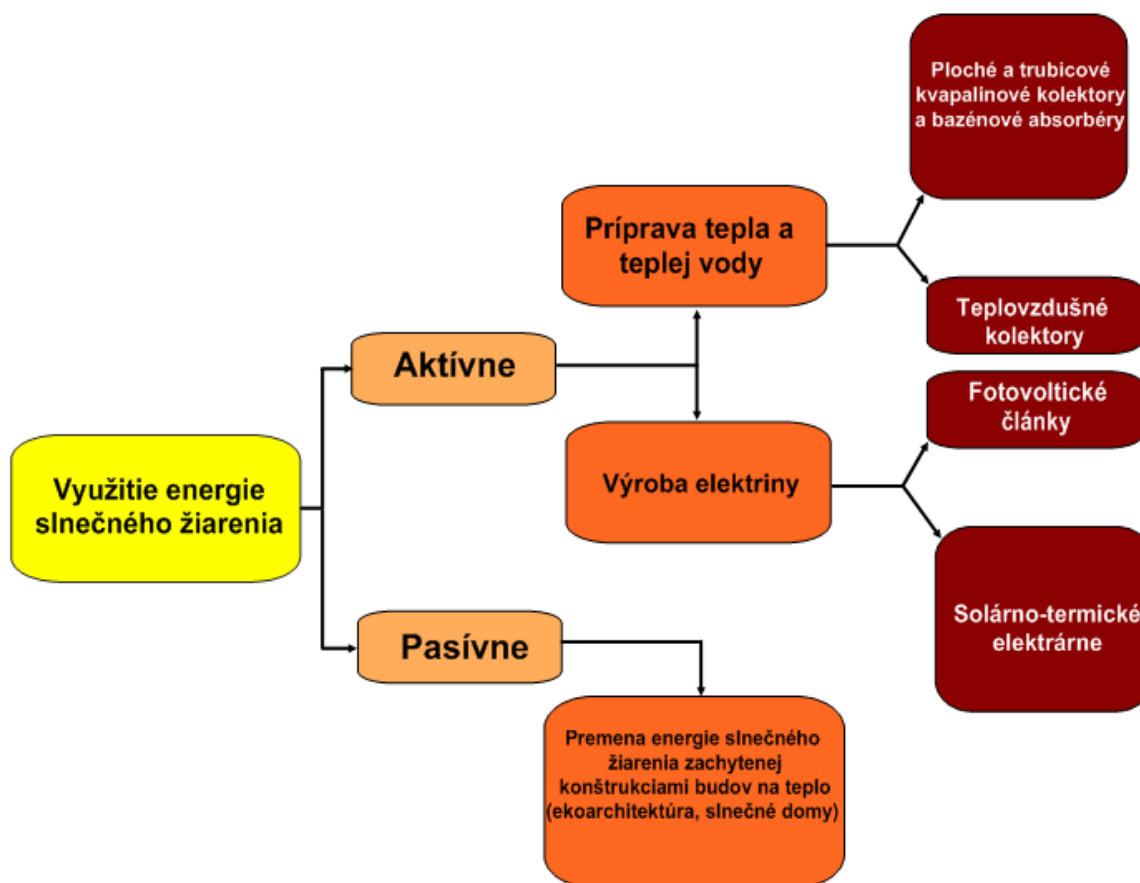 Využitie energie
slnečného žiarenia
Aktívne
Príprava tepla a
teplej vody
Ploché a trubicové
kvapalinové kolektory
a bazénové absorbéry
Teplovzdušné
kolektory
Výroba elektriny
Fotovoltické
články
Solárno-termické
elektrárne
Pasívne
Premena energie slnečného
žiarenia zachytenej
konštrukciami budov na teplo
(ekoarchitektúra, slnečné domy)